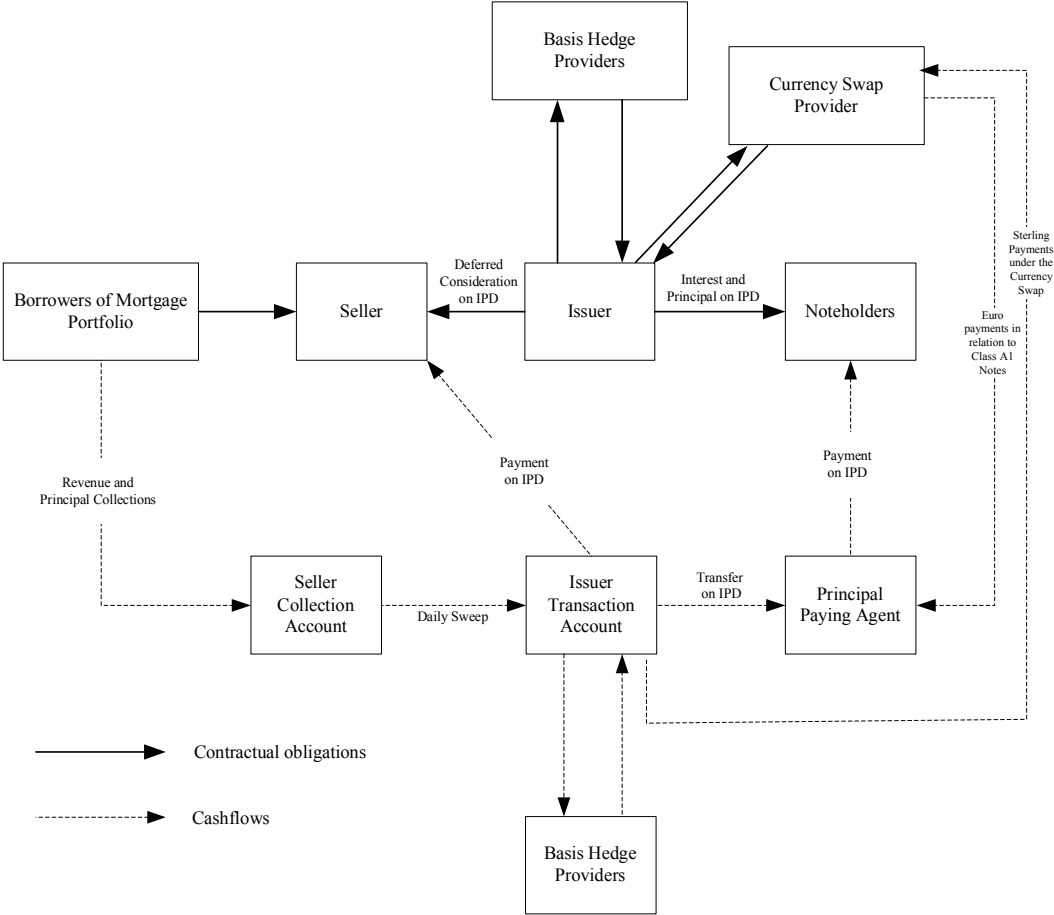 Basis Hedge
Providers
Currency Swap
Provider
Sterling
Payments
under the
Currency
Swap
Borrowers of Mortgage
Portfolio
Seller
Deferred
Consideration
on IPD
Issuer
Interest and
Principal on IPD
Noteholders
Euro
payments in
relation to
Class A1
Notes
Revenue and
Principal Collections
Payment
on IPD
Payment
on IPD
Seller
Collection
Account
Daily Sweep
Issuer
Transaction
Account
Transfer
on IPD
Principal
Paying Agent
Contractual obligations
Cashflows
Basis Hedge
Providers